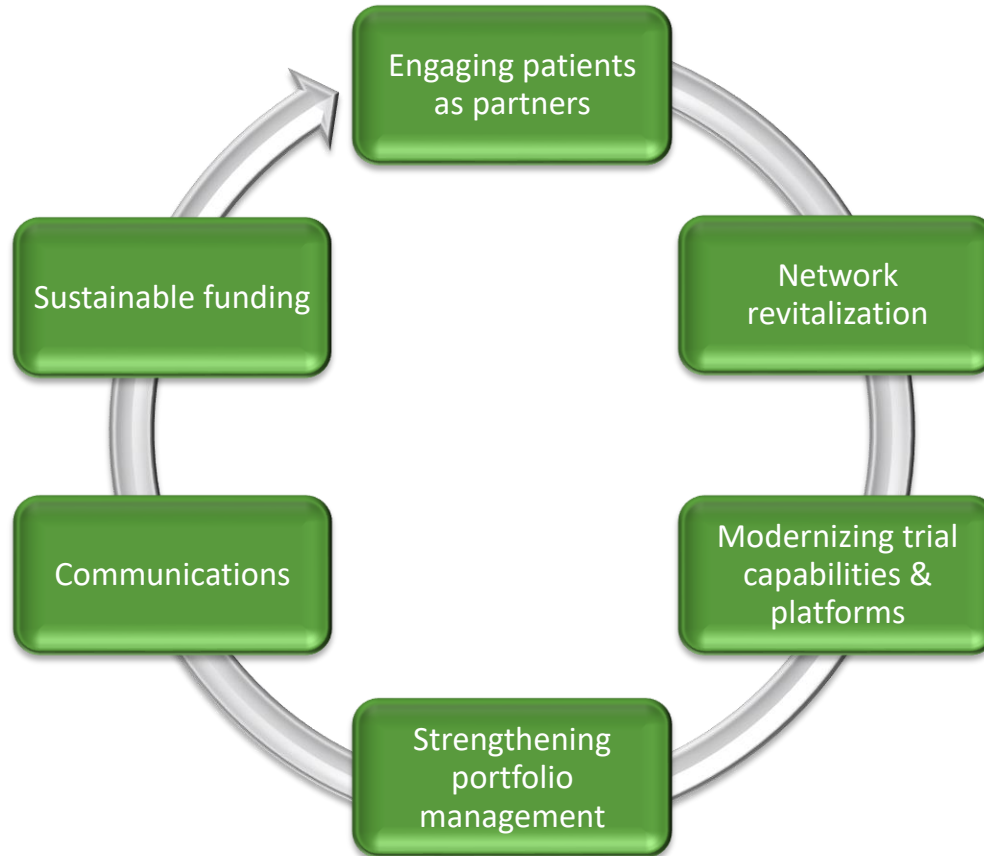 Engaging patients
as partners
Network
revitalization
Modernizing trial
capabilities &
platforms
Strengthening
portfolio
management
Communications
Sustainable funding